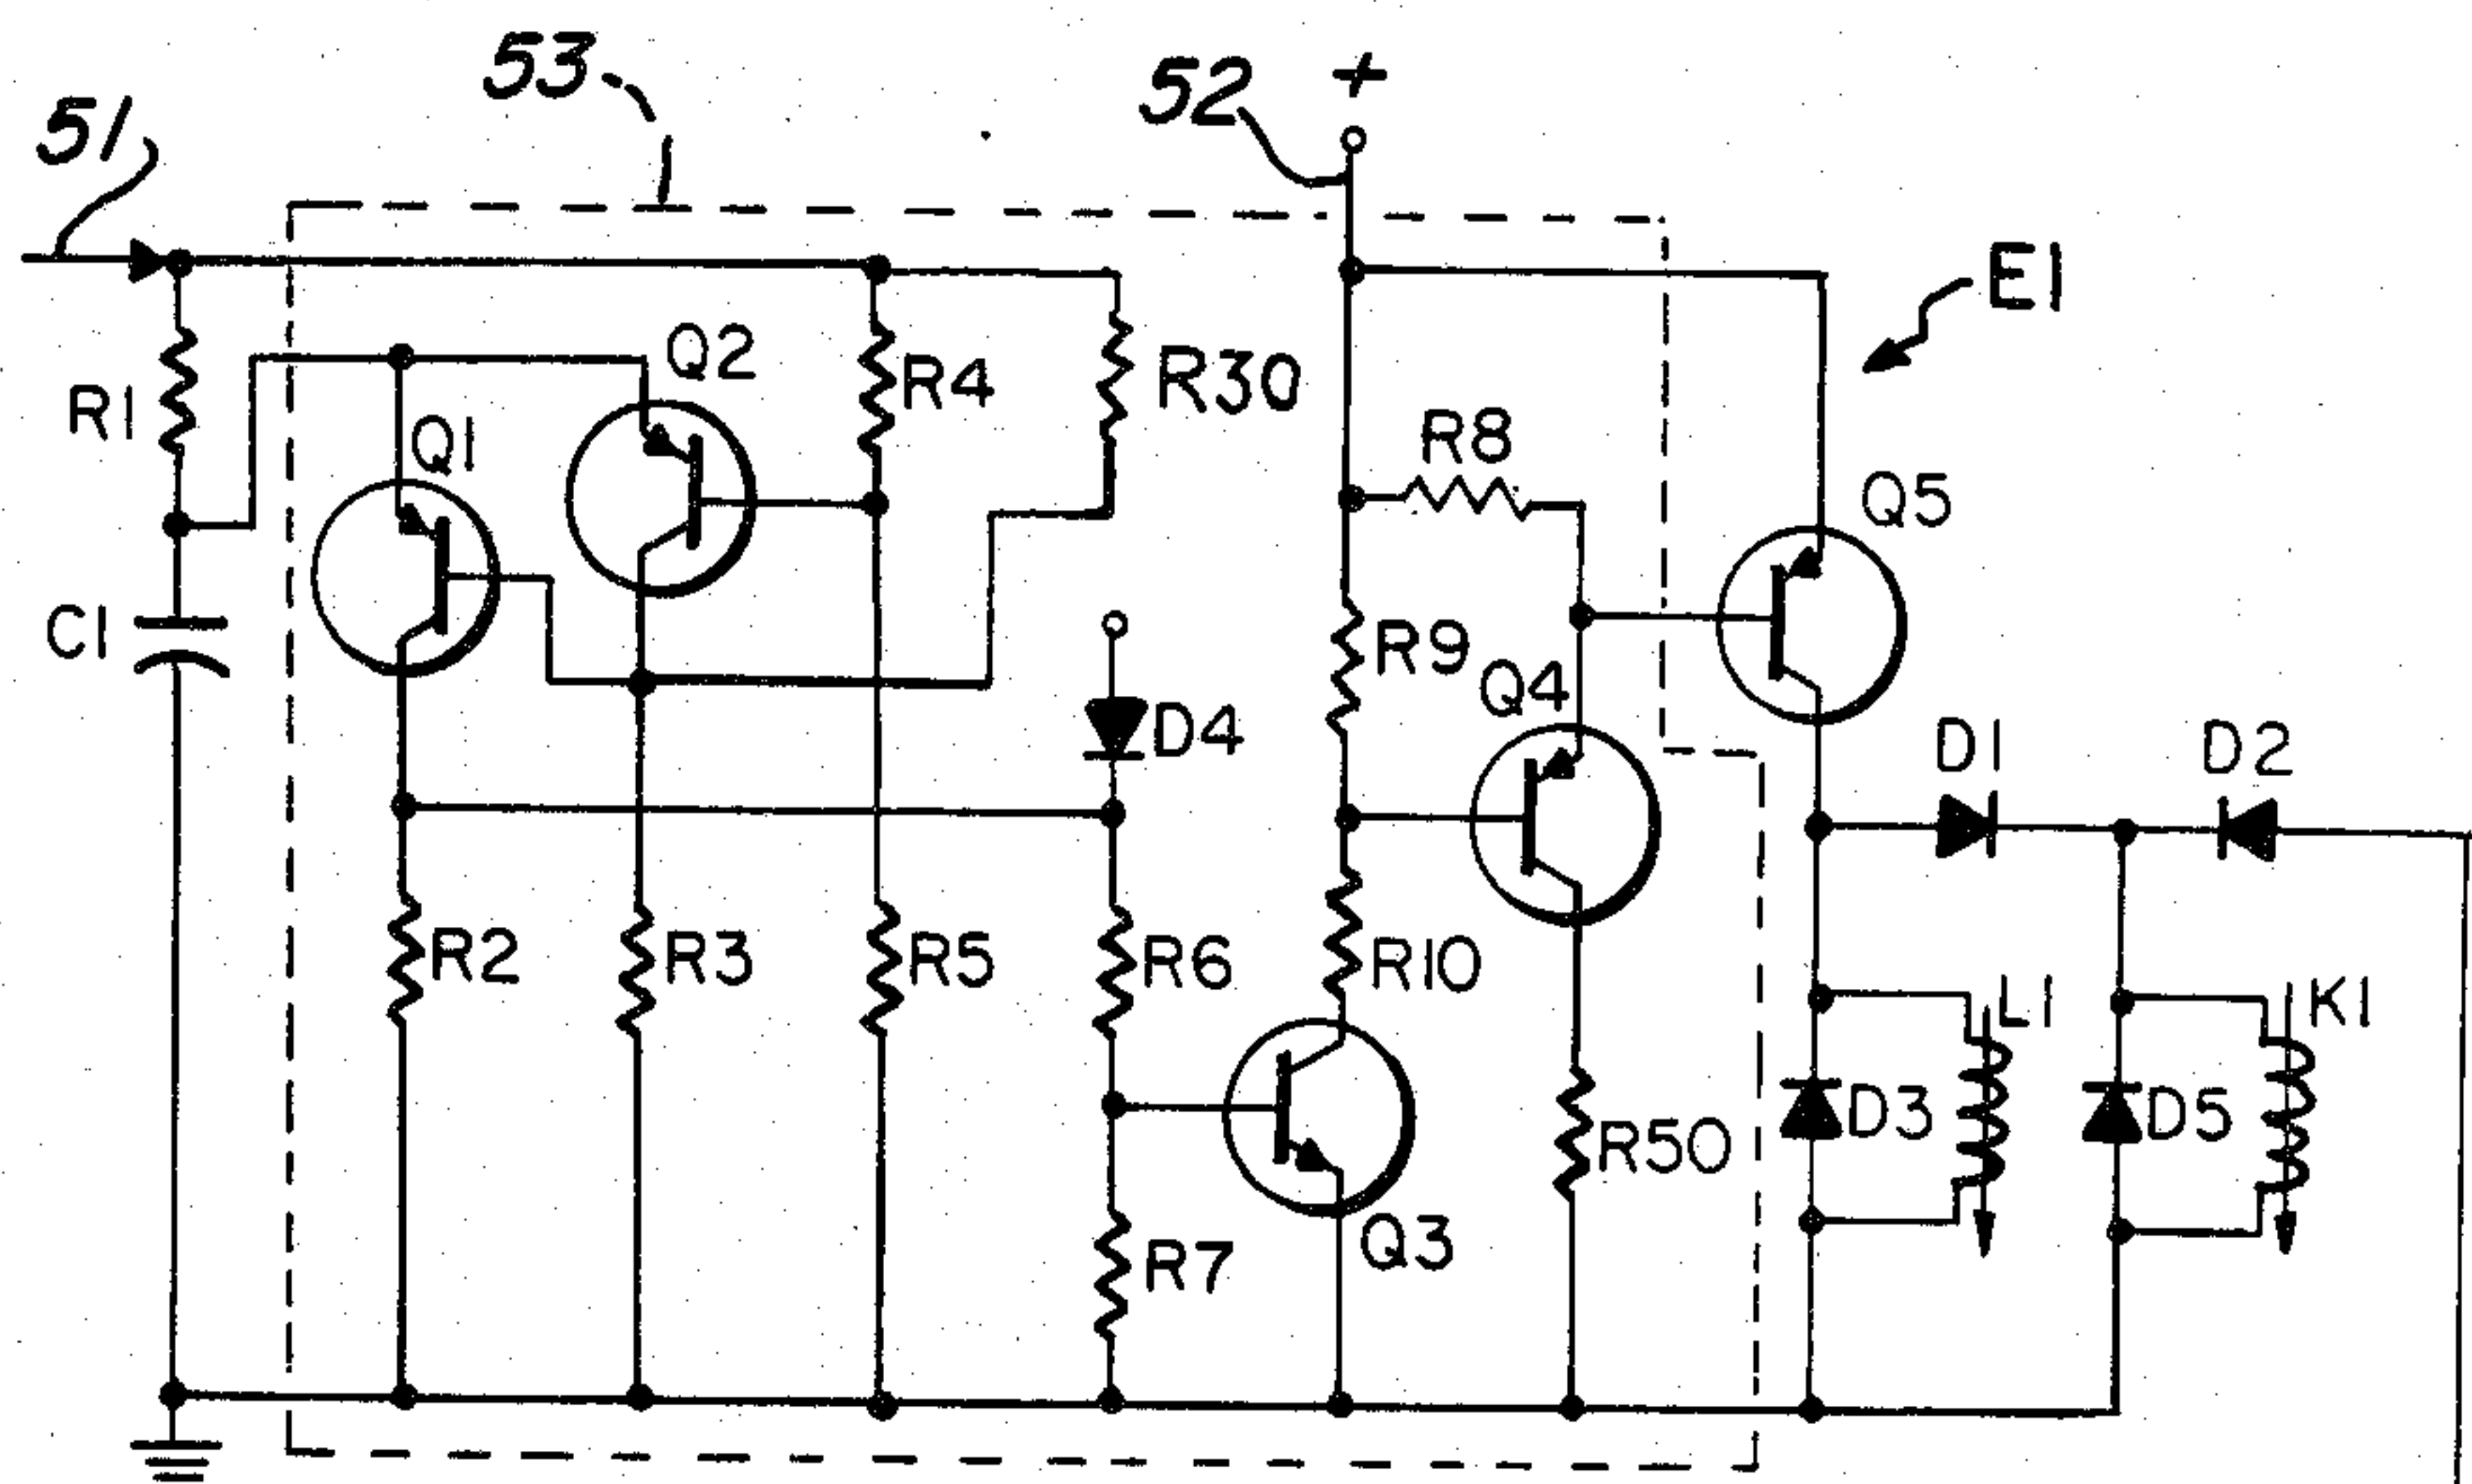 53
52
+
51
E1
Q2
R4
R30
R1
Q1
R8
Q5
C1
R9
Q4
D4
D1
D2
R2
R3
R5
R6
R10
L1
K1
D3
D5
R50
R7
Q3